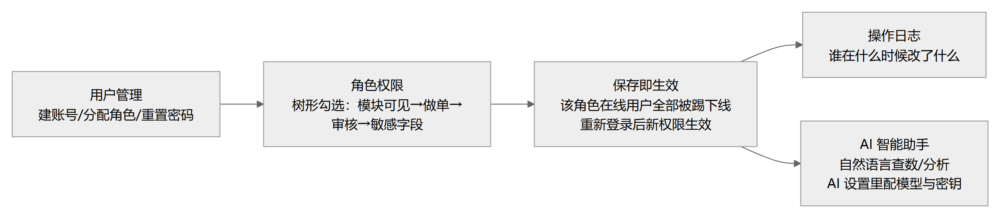 用户管理
建账号/分配角色/重置密码
角色权限
树形勾选：模块可见→做单→
审核→敏感字段
保存即生效
该角色在线用户全部被踢下线
重新登录后新权限生效
操作日志
谁在什么时候改了什么
AI 智能助手
自然语言查数/分析
AI 设置里配模型与密钥